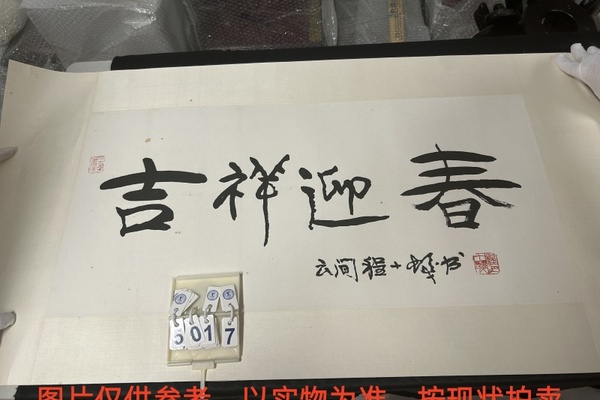 吉祥迎春
云间程十发书
5017
图片仅供参考，以实物为准，按现状拍卖